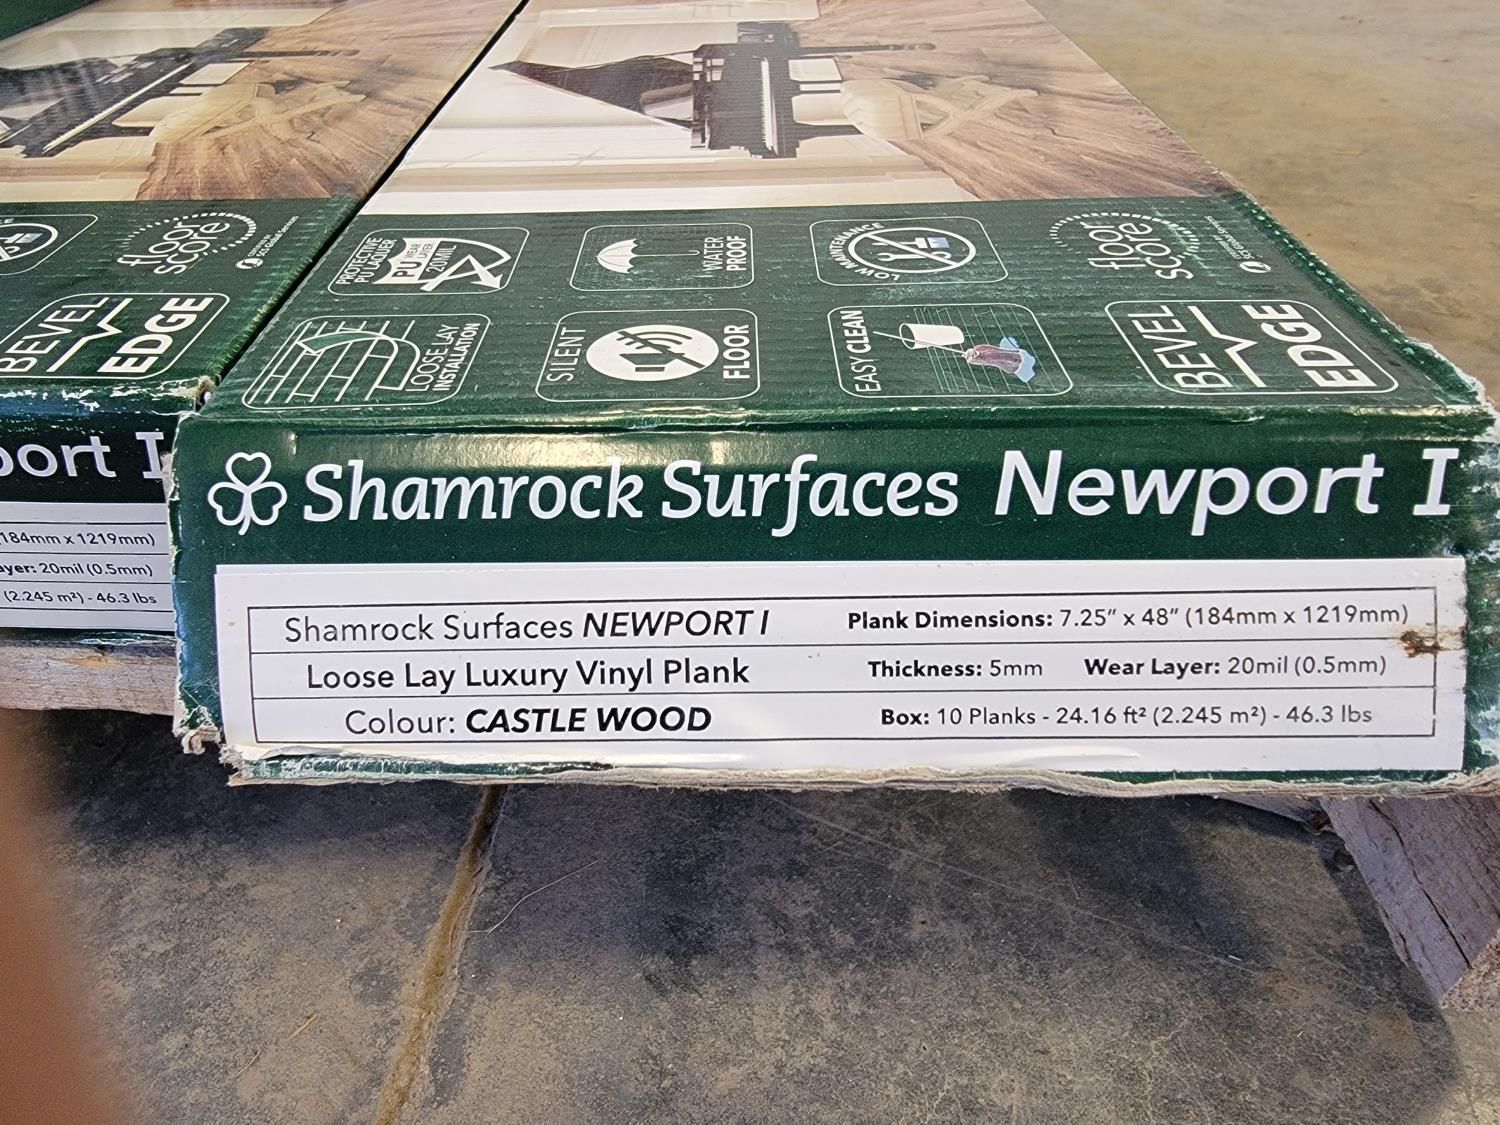 floor
score
BEVEL
EDGE
port I
184mm x 1219mm)
ayer: 20mil (0.5mm)
(2.245 m²) - 46.3 lbs
PROTECTIVE
PU LAQUER
PU WEAR
LAYER
20MIL
WATER
PROOF
LOW MAINTENANCE
floor
score
LOOSE LAY
INSTALLATION
SILENT
FLOOR
EASY CLEAN
BEVEL
EDGE
Shamrock Surfaces Newport I
Shamrock Surfaces NEWPORT I
Plank Dimensions: 7.25" x 48" (184mm x 1219mm)
Loose Lay Luxury Vinyl Plank
Thickness: 5mm Wear Layer: 20mil (0.5mm)
Colour: CASTLE WOOD
Box: 10 Planks - 24.16 ft² (2.245 m²) - 46.3 lbs